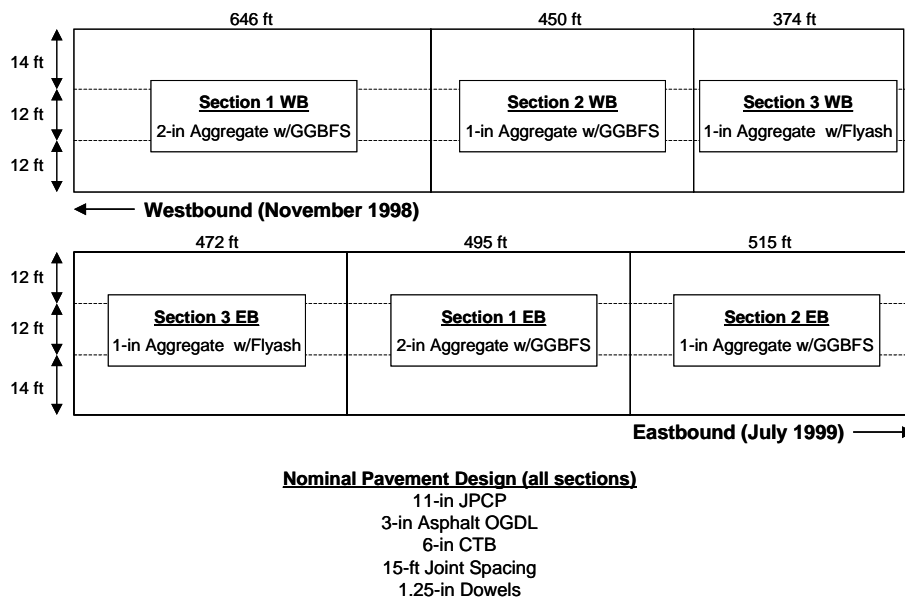 646 ft 450 ft 374 ft
14 ft
12 ft
12 ft
Section 1 WB
2-in Aggregate w/GGBFS
Section 2 WB
1-in Aggregate w/GGBFS
Section 3 WB
1-in Aggregate w/Flyash
Westbound (November 1998)
472 ft 495 ft 515 ft
12 ft
12 ft
14 ft
Section 3 EB
1-in Aggregate w/Flyash
Section 1 EB
2-in Aggregate w/GGBFS
Section 2 EB
1-in Aggregate w/GGBFS
Eastbound (July 1999)
Nominal Pavement Design (all sections)
11-in JPCP
3-in Asphalt OGDL
6-in CTB
15-ft Joint Spacing
1.25-in Dowels